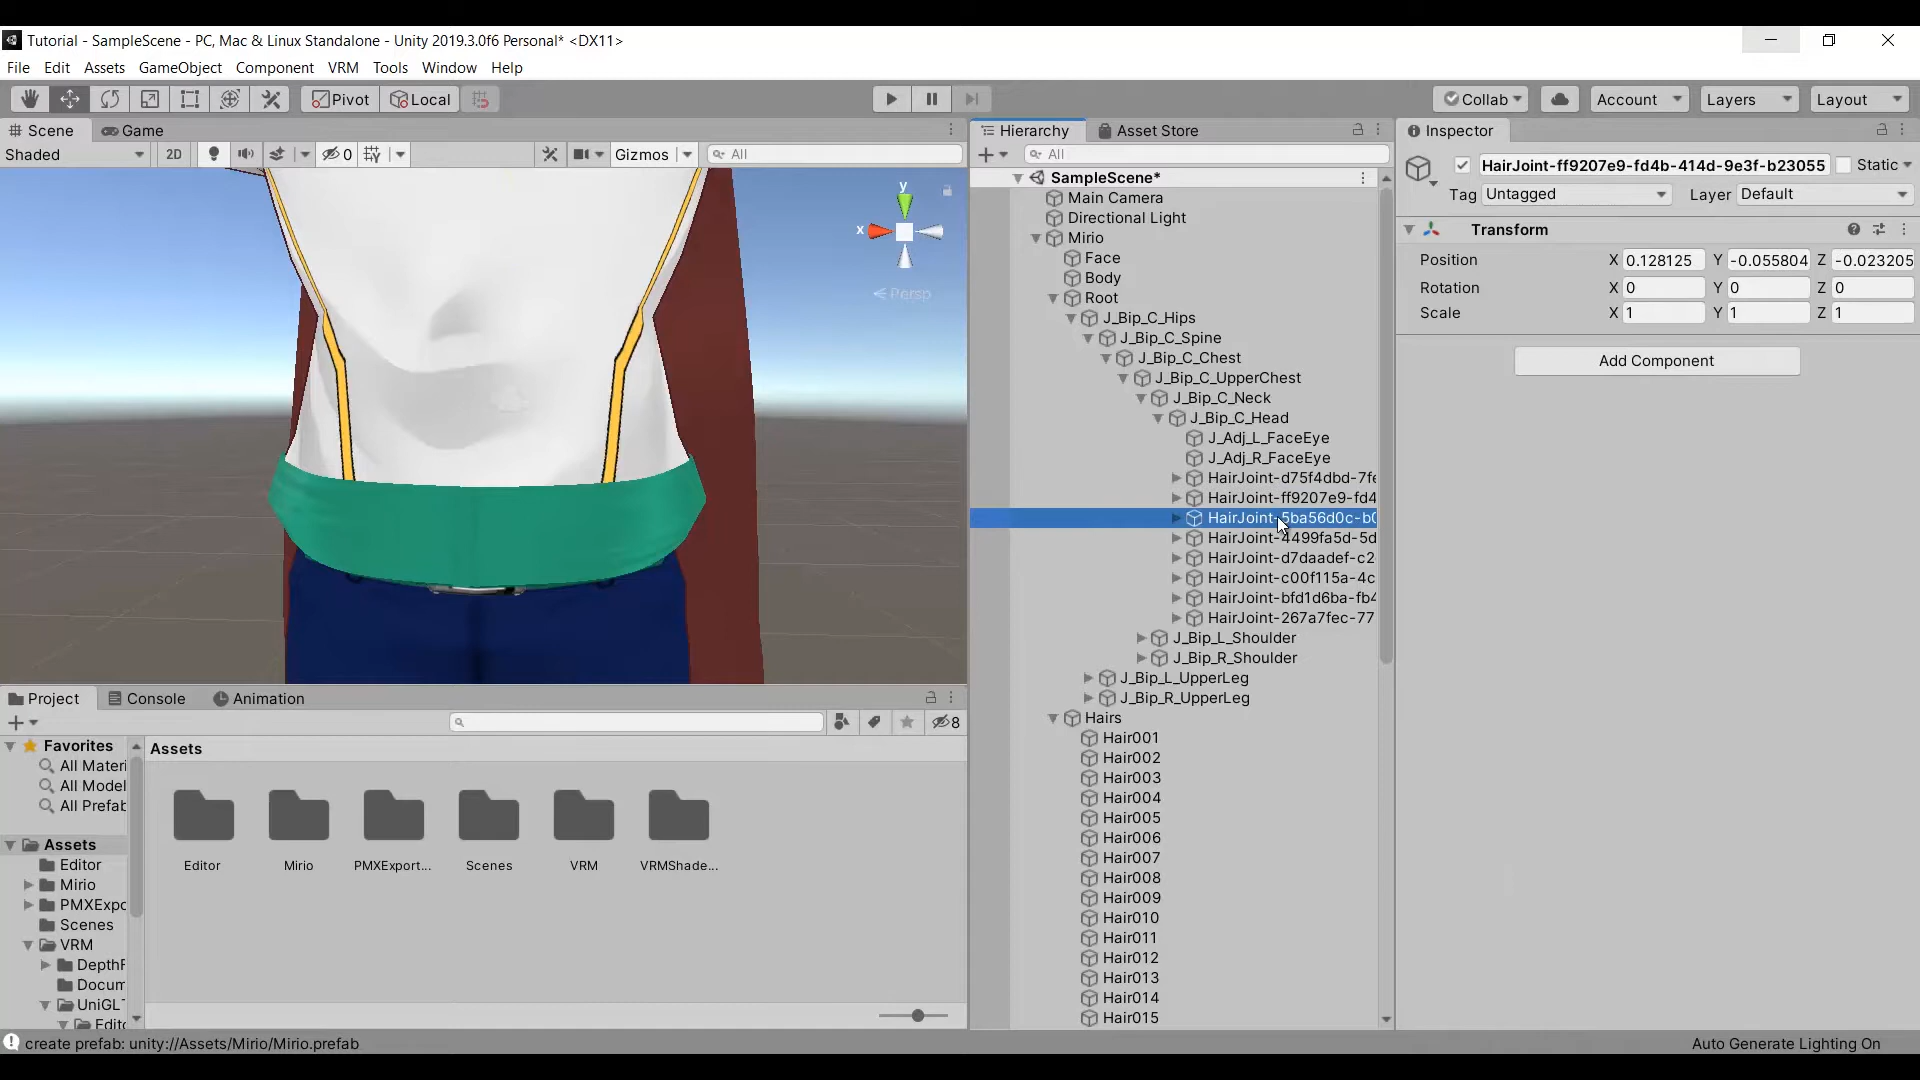 Tutorial - SampleScene - PC, Mac & Linux Standalone - Unity 2019.3.0f6 Personal* <DX11>
File Edit Assets GameObject Component VRM Tools Window Help
Pivot Local Collab Account Layers Layout
Scene Game
Shaded 2D 0 Gizmos All
y
x
Persp
Hierarchy Asset Store
All
SampleScene*
Main Camera
Directional Light
Mirio
Face
Body
Root
J_Bip_C_Hips
J_Bip_C_Spine
J_Bip_C_Chest
J_Bip_C_UpperChest
J_Bip_C_Neck
J_Bip_C_Head
J_Adj_L_FaceEye
J_Adj_R_FaceEye
HairJoint-d75f4dbd-7fe
HairJoint-ff9207e9-fd4
HairJoint-5ba56d0c-b0
HairJoint-4499fa5d-5d
HairJoint-d7daadef-c2
HairJoint-c00f115a-4c
HairJoint-bfd1d6ba-fb4
HairJoint-267a7fec-77
J_Bip_L_Shoulder
J_Bip_R_Shoulder
J_Bip_L_UpperLeg
J_Bip_R_UpperLeg
Hairs
Hair001
Hair002
Hair003
Hair004
Hair005
Hair006
Hair007
Hair008
Hair009
Hair010
Hair011
Hair012
Hair013
Hair014
Hair015
Inspector
HairJoint-ff9207e9-fd4b-414d-9e3f-b23055 Static
Tag Untagged Layer Default
Transform
Position X 0.128125 Y -0.055804 Z -0.023205
Rotation X 0 Y 0 Z 0
Scale X 1 Y 1 Z 1
Add Component
Project Console Animation
8
Favorites
All Materi
All Model
All Prefab
Assets
Editor
Mirio
PMXExpo
Scenes
VRM
DepthF
Docum
UniGLT
Edito
Assets
Editor Mirio PMXExport... Scenes VRM VRMShade...
create prefab: unity://Assets/Mirio/Mirio.prefab
Auto Generate Lighting On